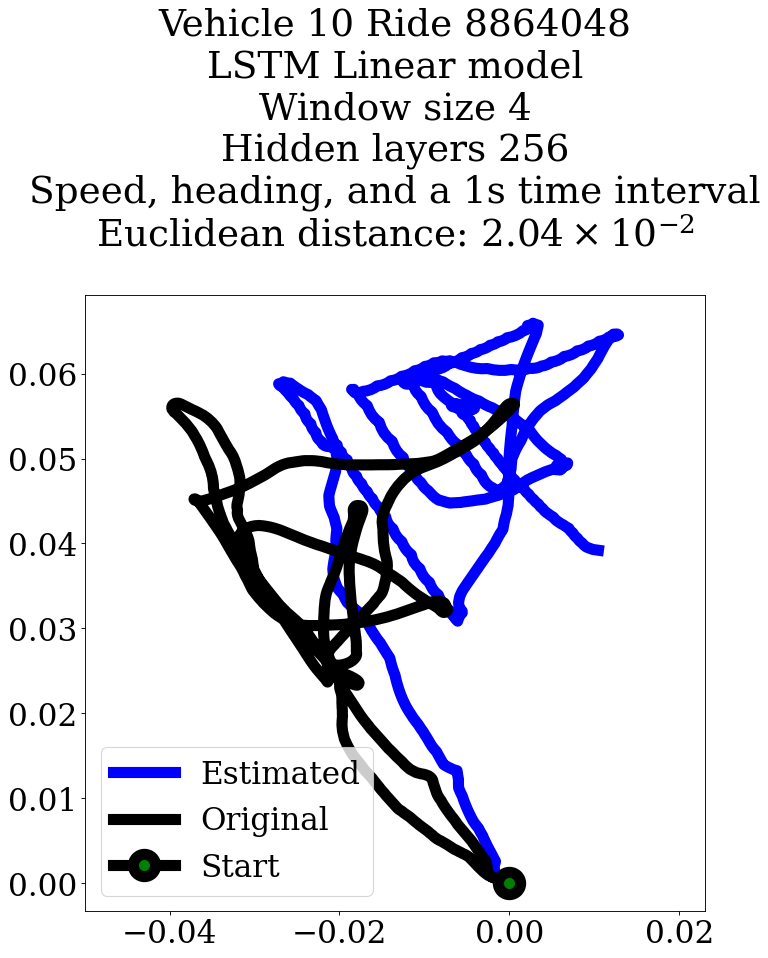 Vehicle 10 Ride 8864048
LSTM Linear model
Window size 4
Hidden layers 256
Speed, heading, and a 1s time interval
Euclidean distance: 2.04 × 10⁻²
0.06
0.05
0.04
0.03
0.02
0.01
0.00
Estimated
Original
Start
−0.04
−0.02
0.00
0.02